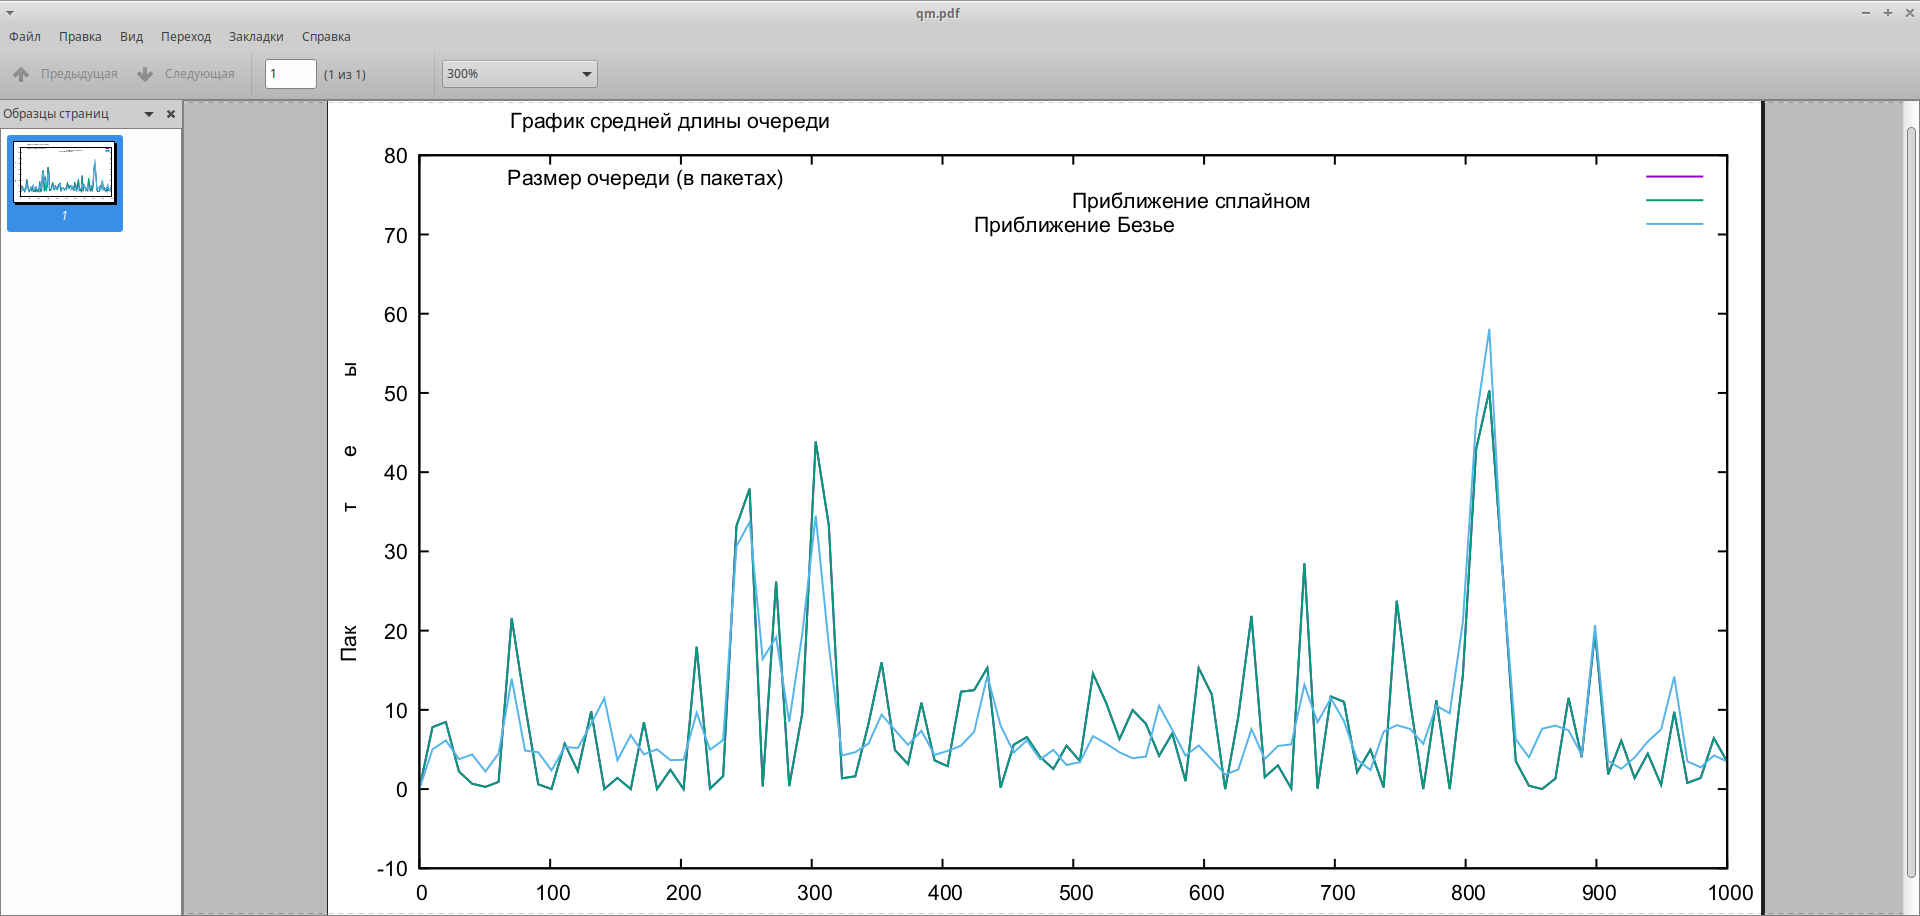 qm.pdf
Файл Правка Вид Переход Закладки Справка
Предыдущая Следующая 1 (1 из 1) 300%
Образцы страниц
1
График средней длины очереди
Размер очереди (в пакетах)
Приближение сплайном
Приближение Безье
Пак т е ы
80
70
60
50
40
30
20
10
0
-10
0 100 200 300 400 500 600 700 800 900 1000